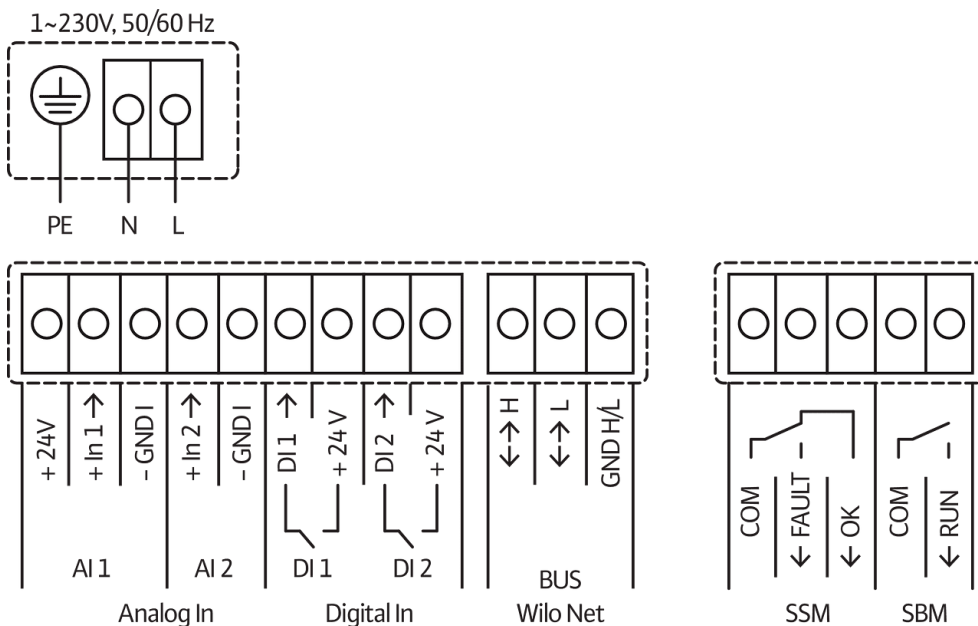 1~230V, 50/60 Hz
PE N L
+ 24V
+ In 1 →
- GND I
+ In 2 →
- GND I
DI 1 →
+ 24 V
DI 2 →
+ 24 V
↔ H
↔ L
GND H/L
COM
← FAULT
← OK
COM
← RUN
AI 1 AI 2 DI 1 DI 2 BUS
Analog In Digital In Wilo Net SSM SBM